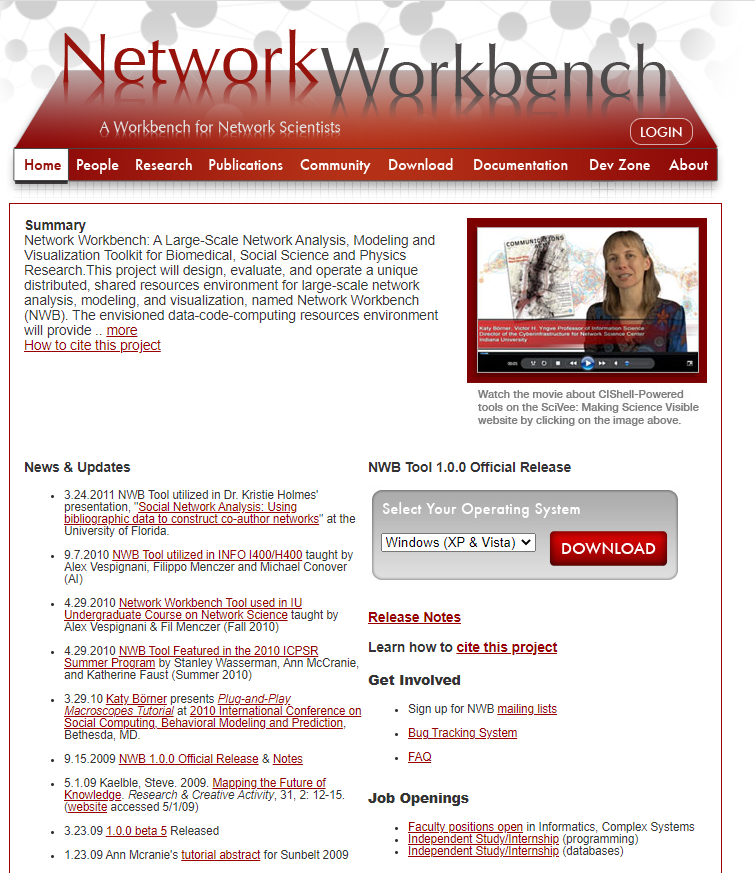 NetworkWorkbench
A Workbench for Network Scientists
LOGIN
Home People Research Publications Community Download Documentation Dev Zone About
Summary
Network Workbench: A Large-Scale Network Analysis, Modeling and
Visualization Toolkit for Biomedical, Social Science and Physics
Research.This project will design, evaluate, and operate a unique
distributed, shared resources environment for large-scale network
analysis, modeling, and visualization, named Network Workbench
(NWB). The envisioned data-code-computing resources environment
will provide .. more
How to cite this project
COMMUNICATIONS
Katy Börner, Victor H. Yngve Professor of Information Science
Director of the Cyberinfrastructure for Network Science Center
Indiana University
Watch the movie about CIShell-Powered
tools on the SciVee: Making Science Visible
website by clicking on the image above.
News & Updates
3.24.2011 NWB Tool utilized in Dr. Kristie Holmes'
presentation, "Social Network Analysis: Using
bibliographic data to construct co-author networks" at the
University of Florida.
9.7.2010 NWB Tool utilized in INFO I400/H400 taught by
Alex Vespignani, Filippo Menczer and Michael Conover
(AI)
4.29.2010 Network Workbench Tool used in IU
Undergraduate Course on Network Science taught by
Alex Vespignani & Fil Menczer (Fall 2010)
4.29.2010 NWB Tool Featured in the 2010 ICPSR
Summer Program by Stanley Wasserman, Ann McCranie,
and Katherine Faust (Summer 2010)
3.29.10 Katy Börner presents Plug-and-Play
Macroscopes Tutorial at 2010 International Conference on
Social Computing, Behavioral Modeling and Prediction,
Bethesda, MD.
9.15.2009 NWB 1.0.0 Official Release & Notes
5.1.09 Kaelble, Steve. 2009. Mapping the Future of
Knowledge. Research & Creative Activity, 31, 2: 12-15.
(website accessed 5/1/09)
3.23.09 1.0.0 beta 5 Released
1.23.09 Ann Mcranie's tutorial abstract for Sunbelt 2009
NWB Tool 1.0.0 Official Release
Select Your Operating System
Windows (XP & Vista)
DOWNLOAD
Release Notes
Learn how to cite this project
Get Involved
Sign up for NWB mailing lists
Bug Tracking System
FAQ
Job Openings
Faculty positions open in Informatics, Complex Systems
Independent Study/Internship (programming)
Independent Study/Internship (databases)